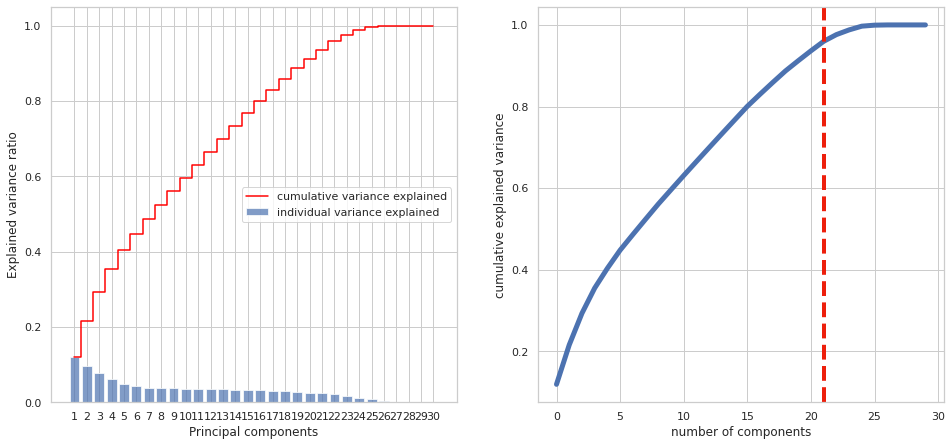 1.0
0.8
0.6
0.4
0.2
0.0
Explained variance ratio
cumulative variance explained
individual variance explained
1 2 3 4 5 6 7 8 9 10 11 12 13 14 15 16 17 18 19 20 21 22 23 24 25 26 27 28 29 30
Principal components
1.0
0.8
0.6
0.4
0.2
cumulative explained variance
0 5 10 15 20 25 30
number of components